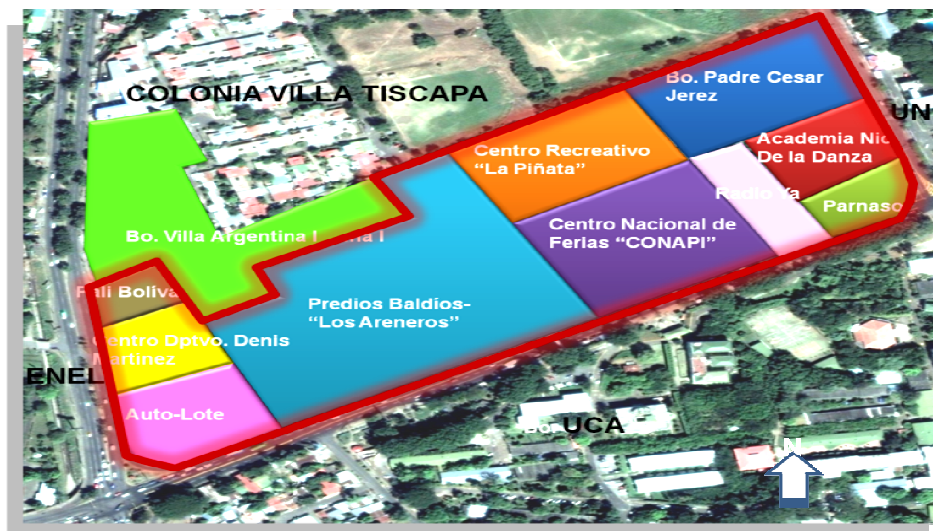 COLONIA VILLA TISCAPA
Bo. Padre Cesar
Jerez
UN
Academia Nic
De la Danza
Centro Recreativo
“La Piñata”
Radio Ya
Parnaso
Centro Nacional de
Ferias “CONAPI”
Bo. Villa Argentina I
Pali Boliva
Predios Baldíos-
“Los Areneros”
Centro Dptvo. Denis
Martinez
ENEL
Auto-Lote
UCA
N